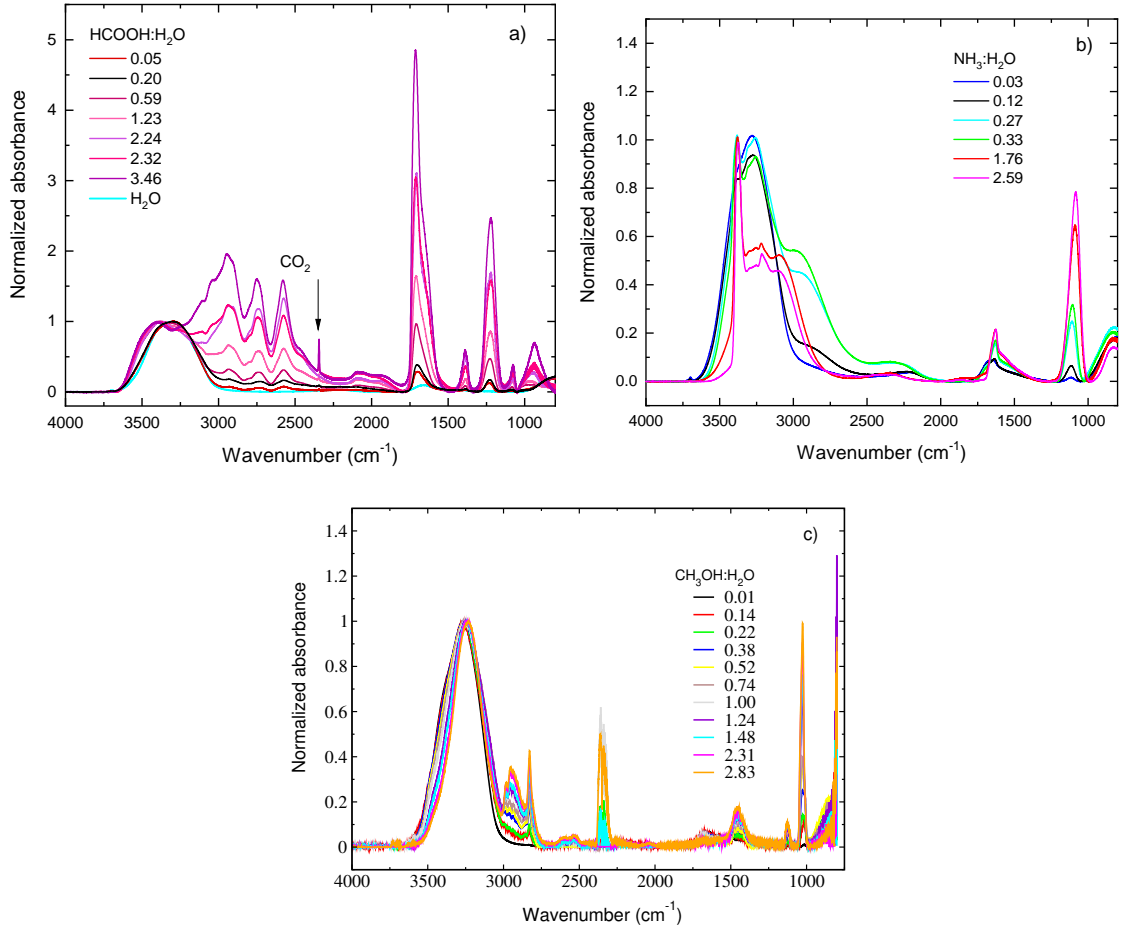 a)
HCOOH:H₂O
0.05
0.20
0.59
1.23
2.24
2.32
3.46
H₂O
CO₂
5
4
3
2
1
0
Normalized absorbance
4000 3500 3000 2500 2000 1500 1000
Wavenumber (cm⁻¹)
b)
NH₃:H₂O
0.03
0.12
0.27
0.33
1.76
2.59
1.4
1.2
1.0
0.8
0.6
0.4
0.2
0.0
Normalized absorbance
4000 3500 3000 2500 2000 1500 1000
Wavenumber (cm⁻¹)
c)
CH₃OH:H₂O
0.01
0.14
0.22
0.38
0.52
0.74
1.00
1.24
1.48
2.31
2.83
1.4
1.2
1
0.8
0.6
0.4
0.2
0
Normalized absorbance
4000 3500 3000 2500 2000 1500 1000
Wavenumber (cm⁻¹)